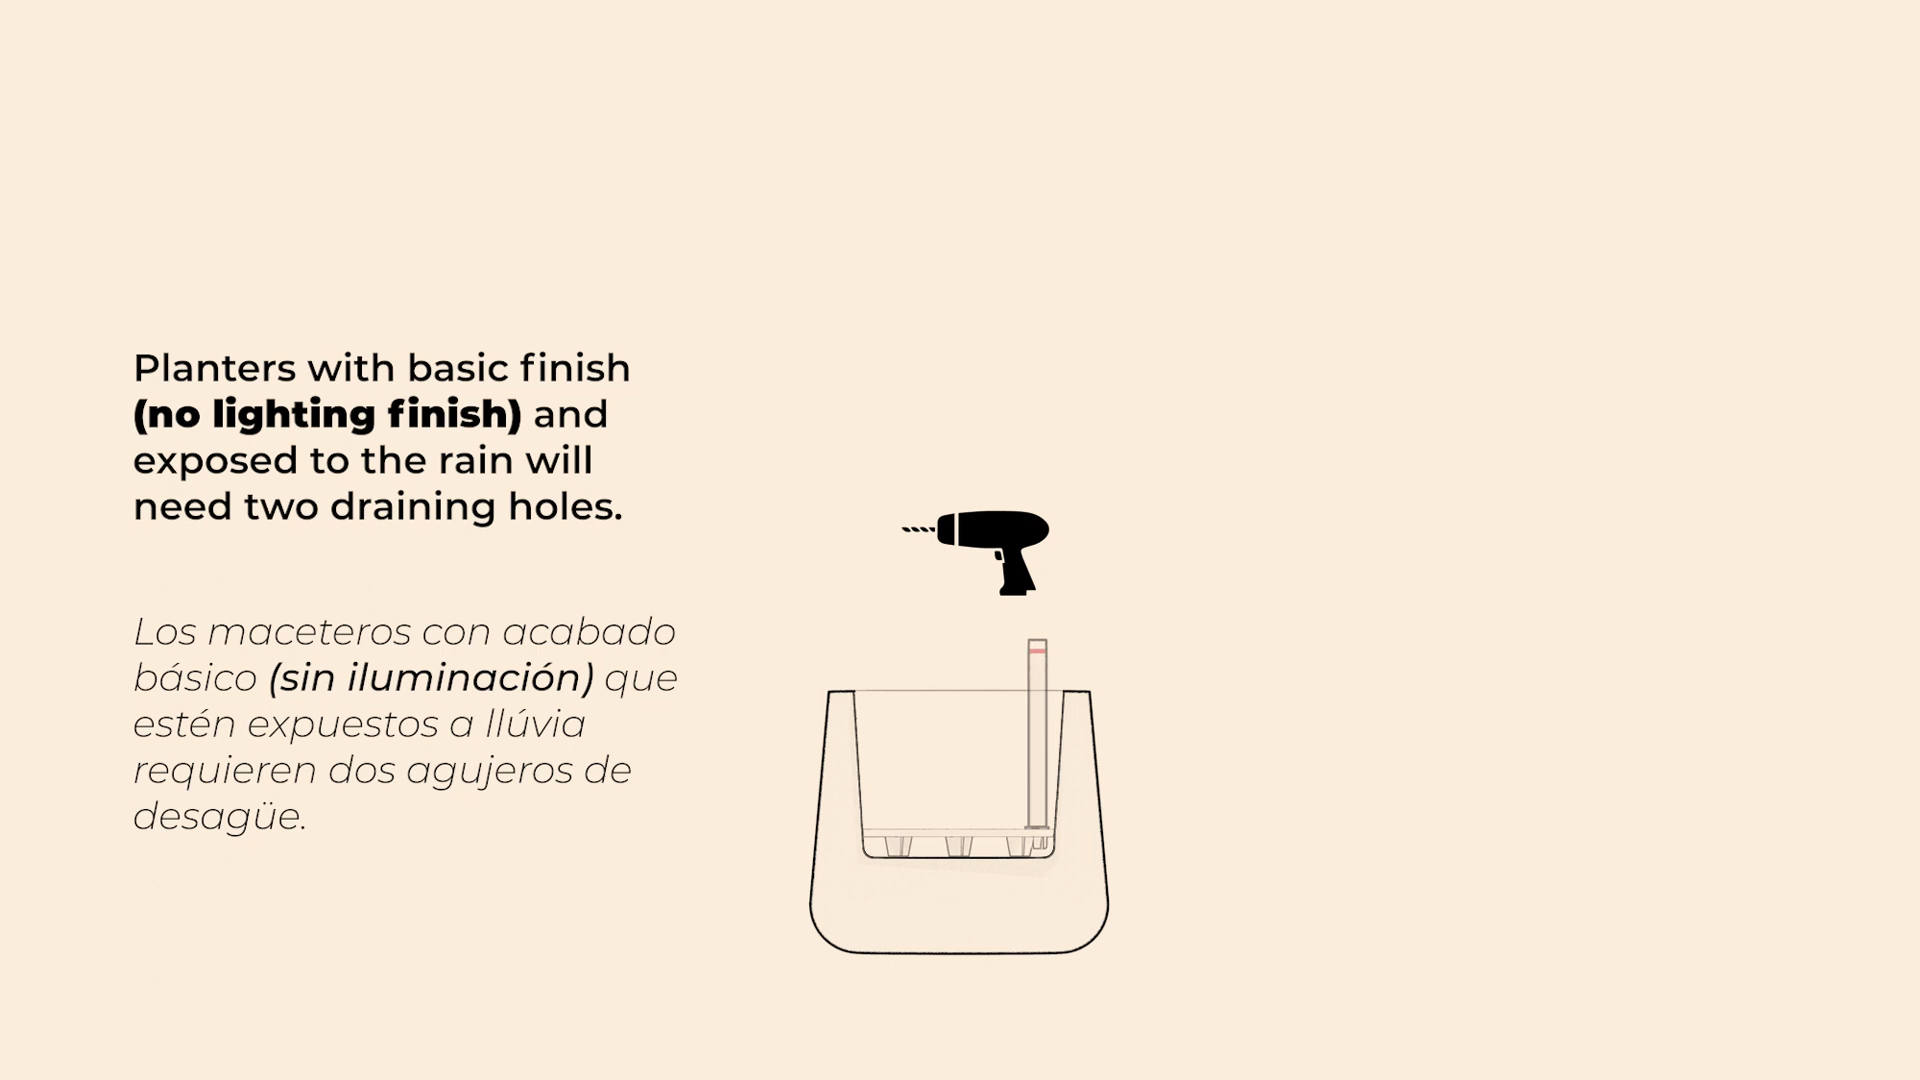 Planters with basic finish
(no lighting finish) and
exposed to the rain will
need two draining holes.
Los maceteros con acabado
básico (sin iluminación) que
estén expuestos a llúvia
requieren dos agujeros de
desagüe.